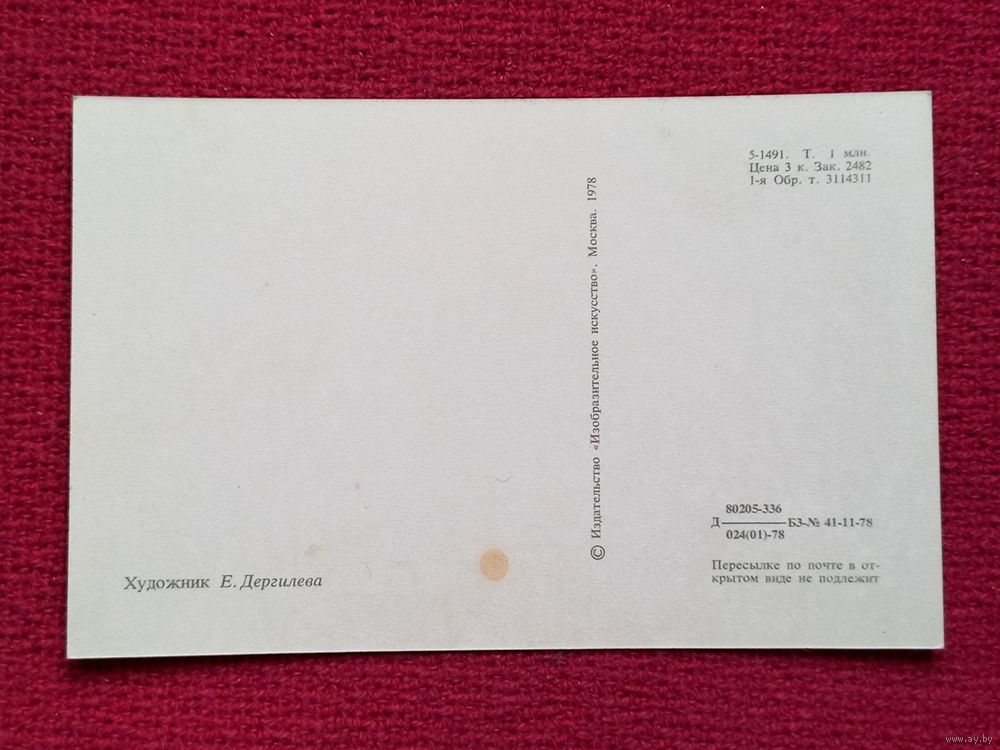 5-1491. Т. 1 млн.
Цена 3 к. Зак. 2482
1-я Обр. т. 3114311
© Издательство «Изобразительное искусство». Москва. 1978
80205-336
Д ——— БЗ-№ 41-11-78
024(01)-78
Пересылке по почте в от-
крытом виде не подлежит
Художник Е. Дергилева
www.ay.by